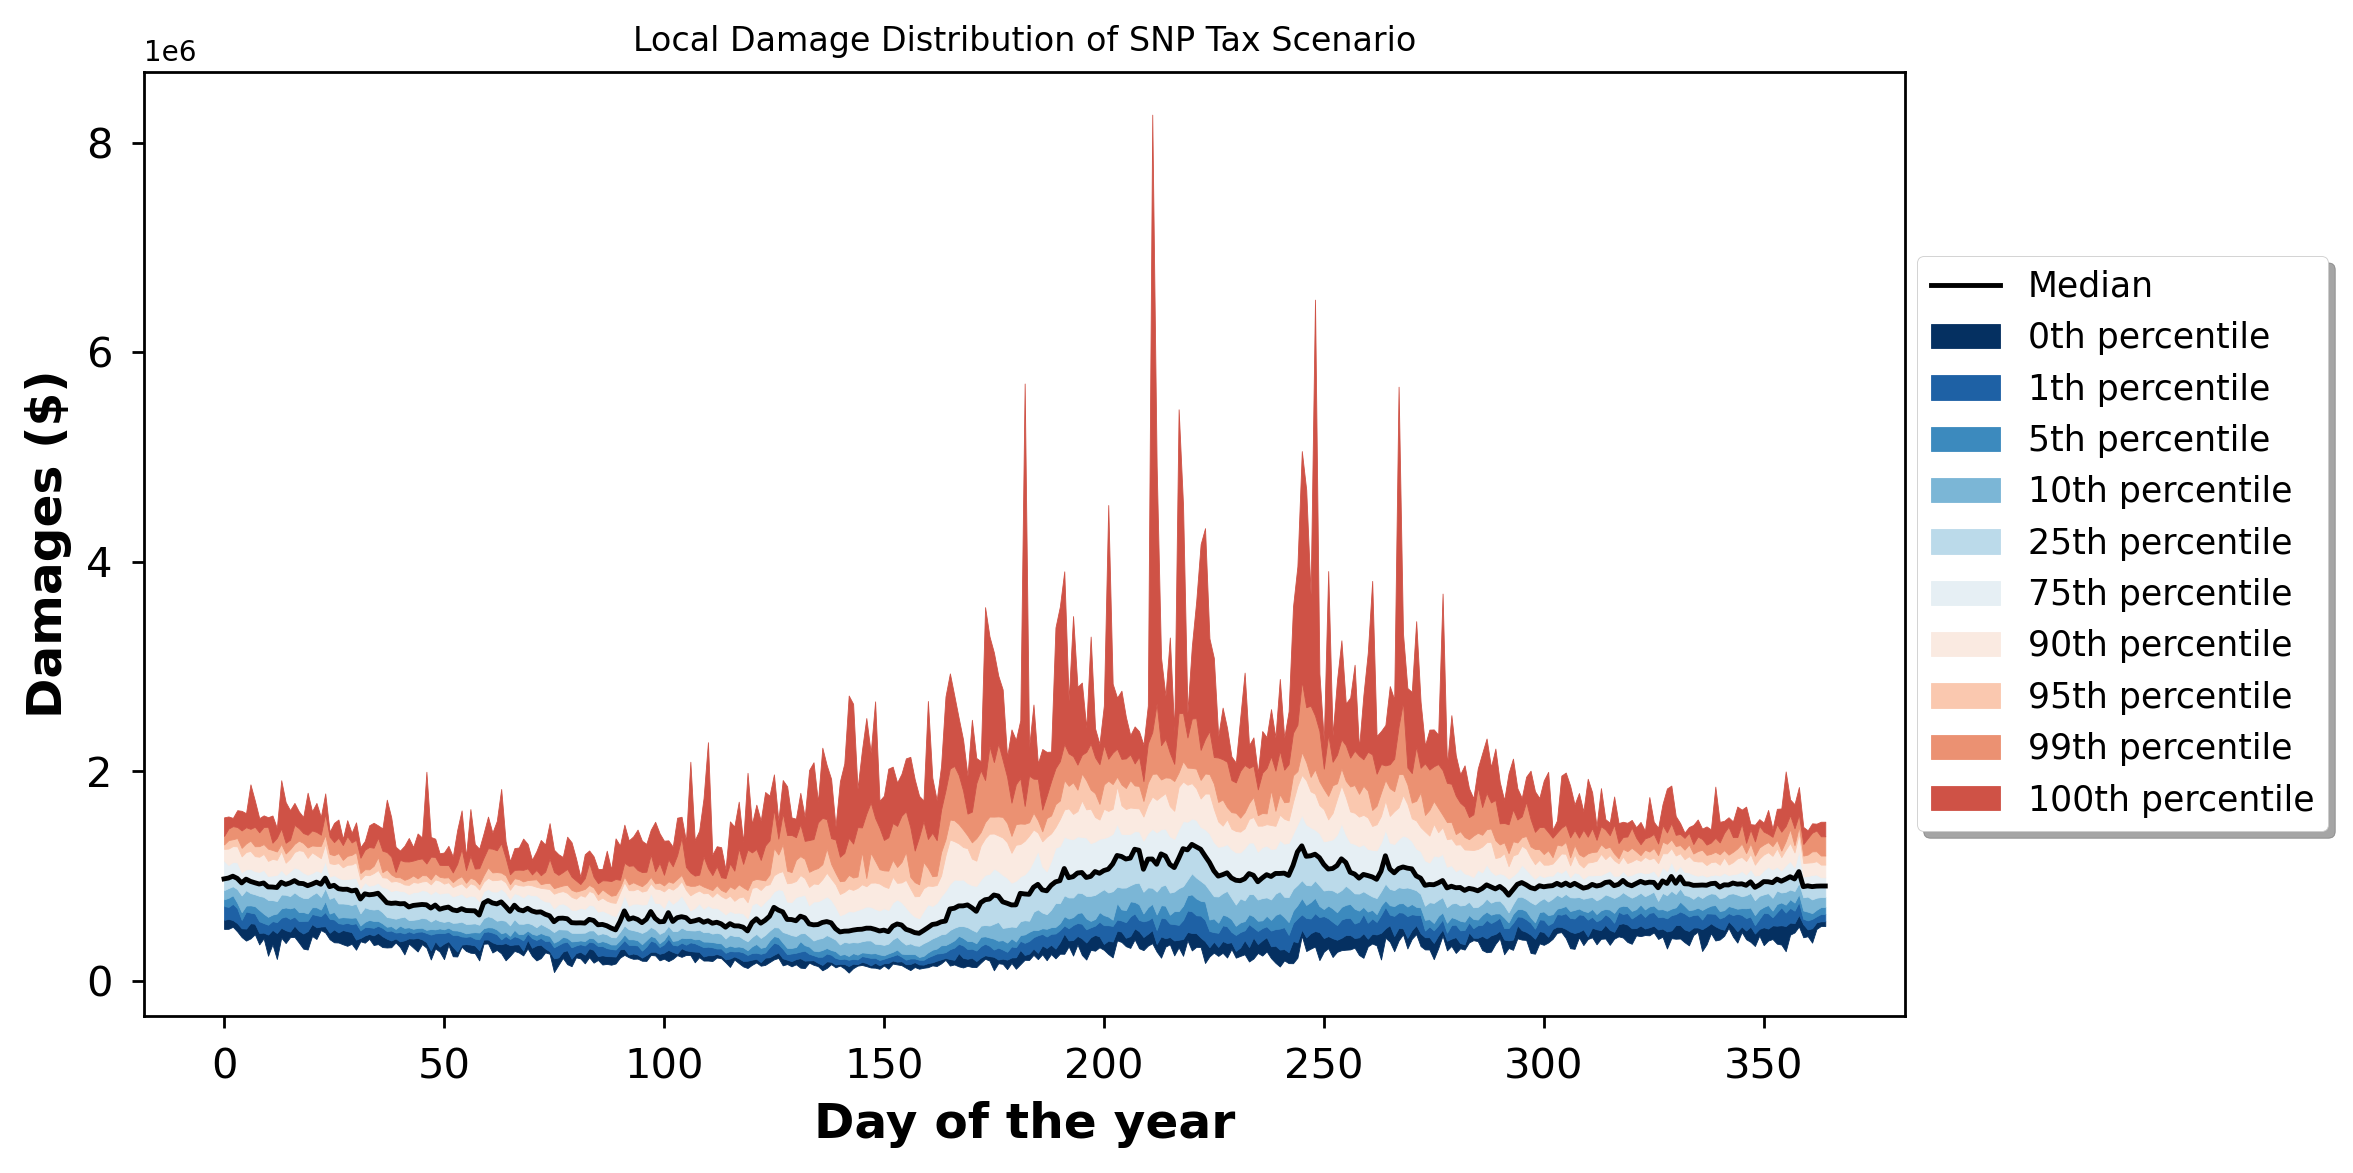 Local Damage Distribution of SNP Tax Scenario
1e6
8
6
4
2
0
Damages ($)
0 50 100 150 200 250 300 350
Day of the year
Median
0th percentile
1th percentile
5th percentile
10th percentile
25th percentile
75th percentile
90th percentile
95th percentile
99th percentile
100th percentile